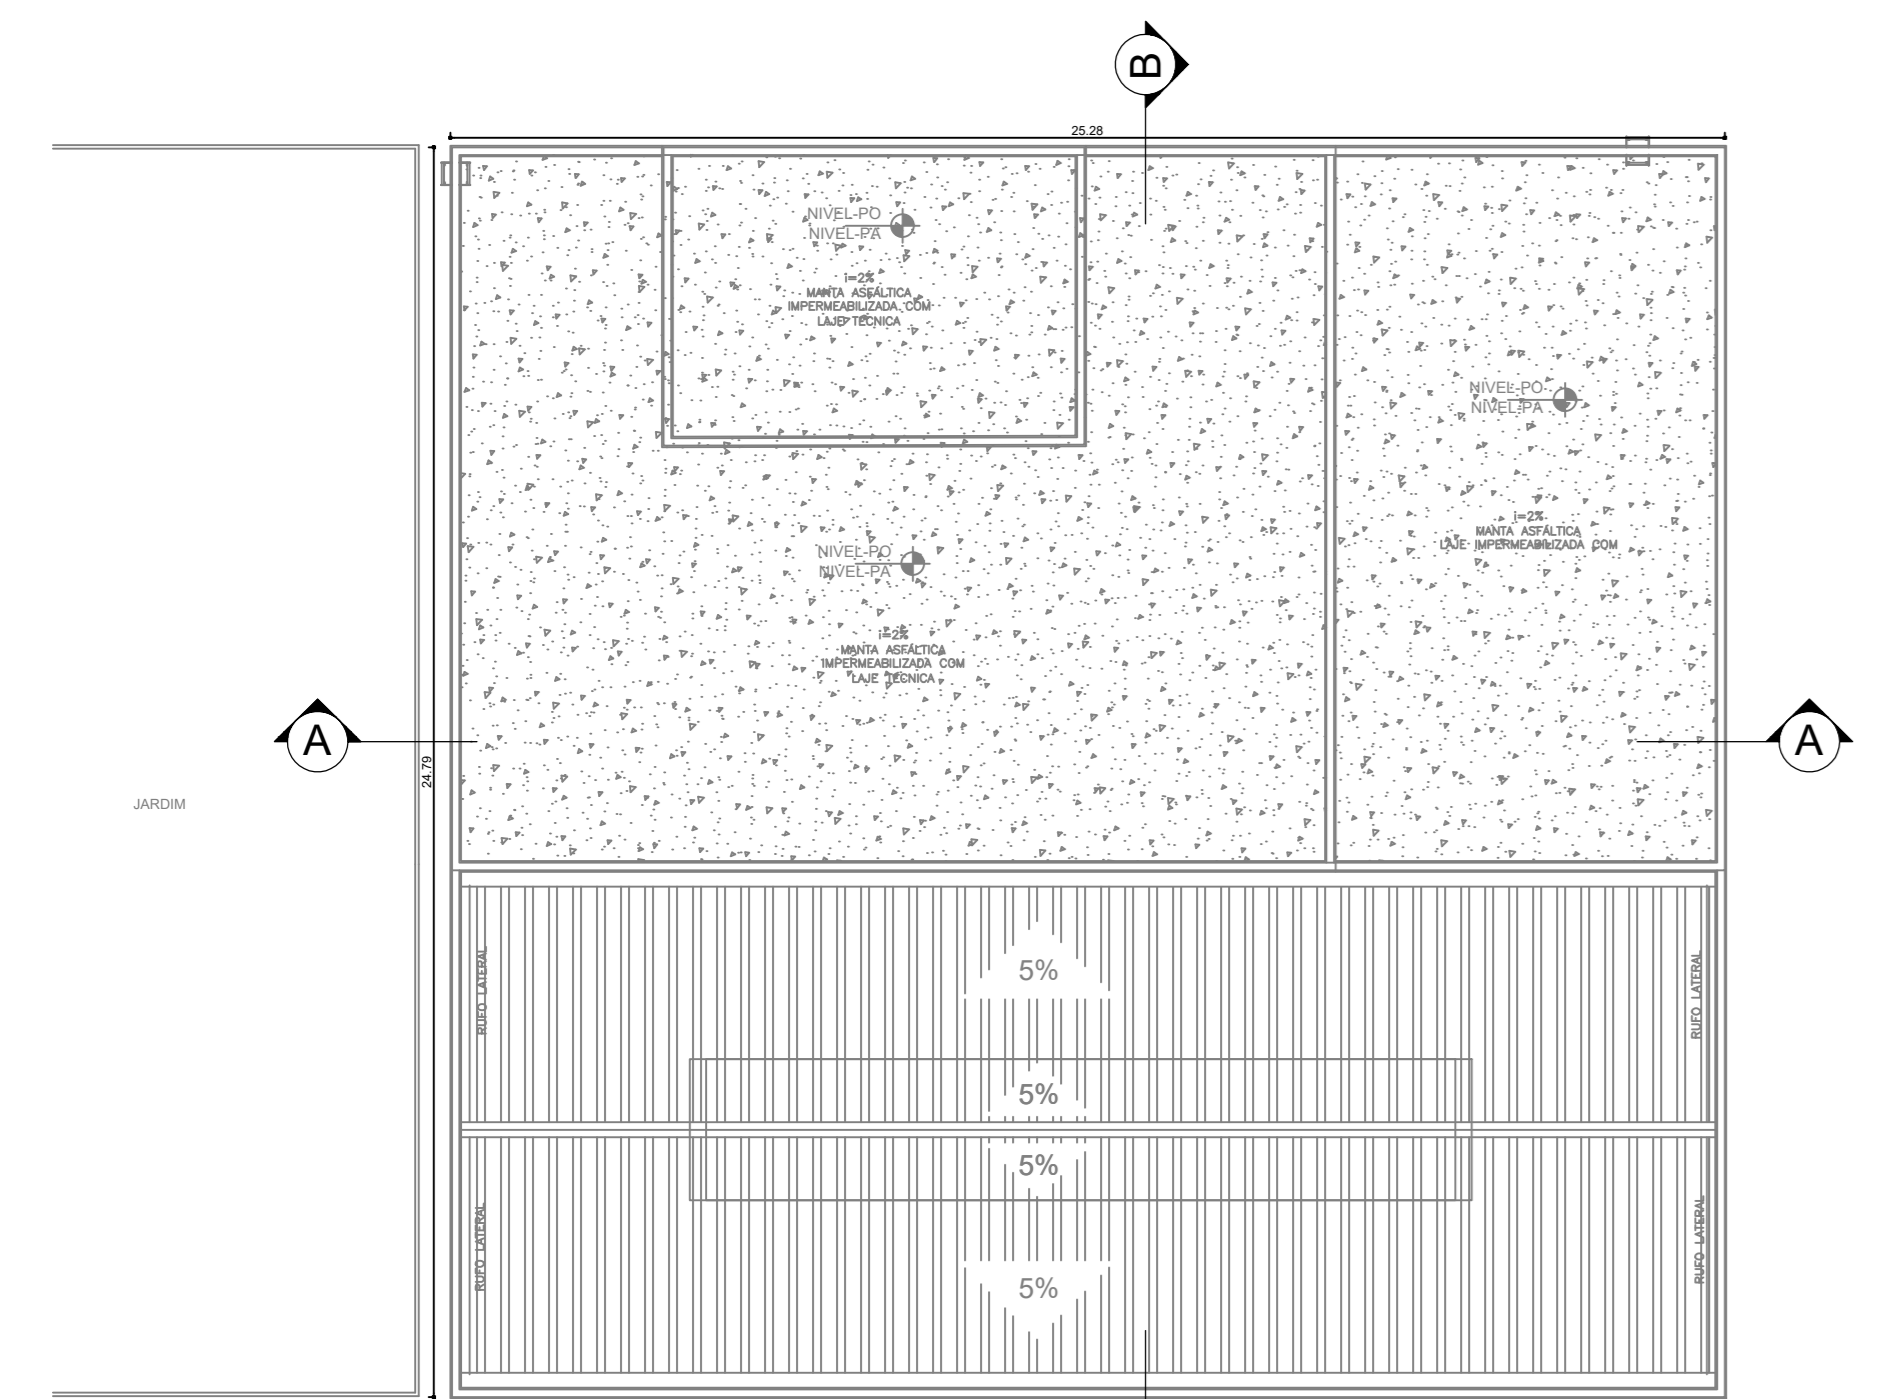 B
25.28
NIVEL-PO
NIVEL-PA
i=2%
MANTA ASFÁLTICA
IMPERMEABILIZADA COM
LAJE TÉCNICA
NIVEL-PO
NIVEL-PA
i=2%
MANTA ASFÁLTICA
LAJE IMPERMEABILIZADA COM
NIVEL-PO
NIVEL-PA
i=2%
MANTA ASFÁLTICA
IMPERMEABILIZADA COM
LAJE TÉCNICA
A
A
24.79
JARDIM
RUFO LATERAL
5%
RUFO LATERAL
5%
5%
RUFO LATERAL
5%
RUFO LATERAL